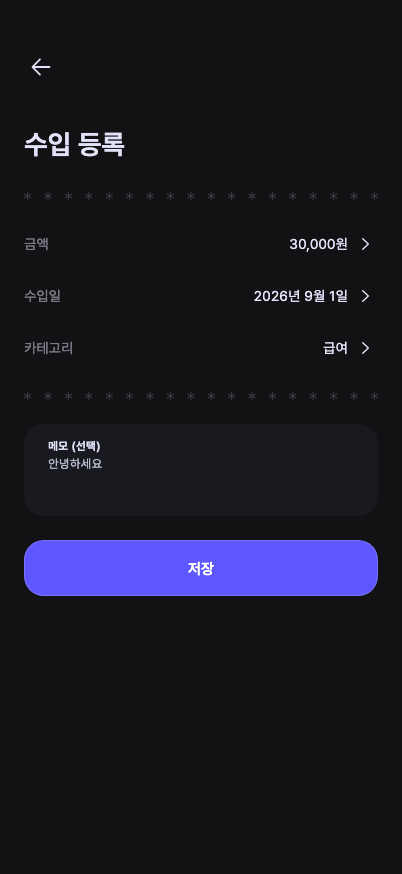 수입 등록
* * * * * * * * * * * * * * * * * *
금액 30,000원
수입일 2026년 9월 1일
카테고리 급여
* * * * * * * * * * * * * * * * * *
메모 (선택)
안녕하세요
저장